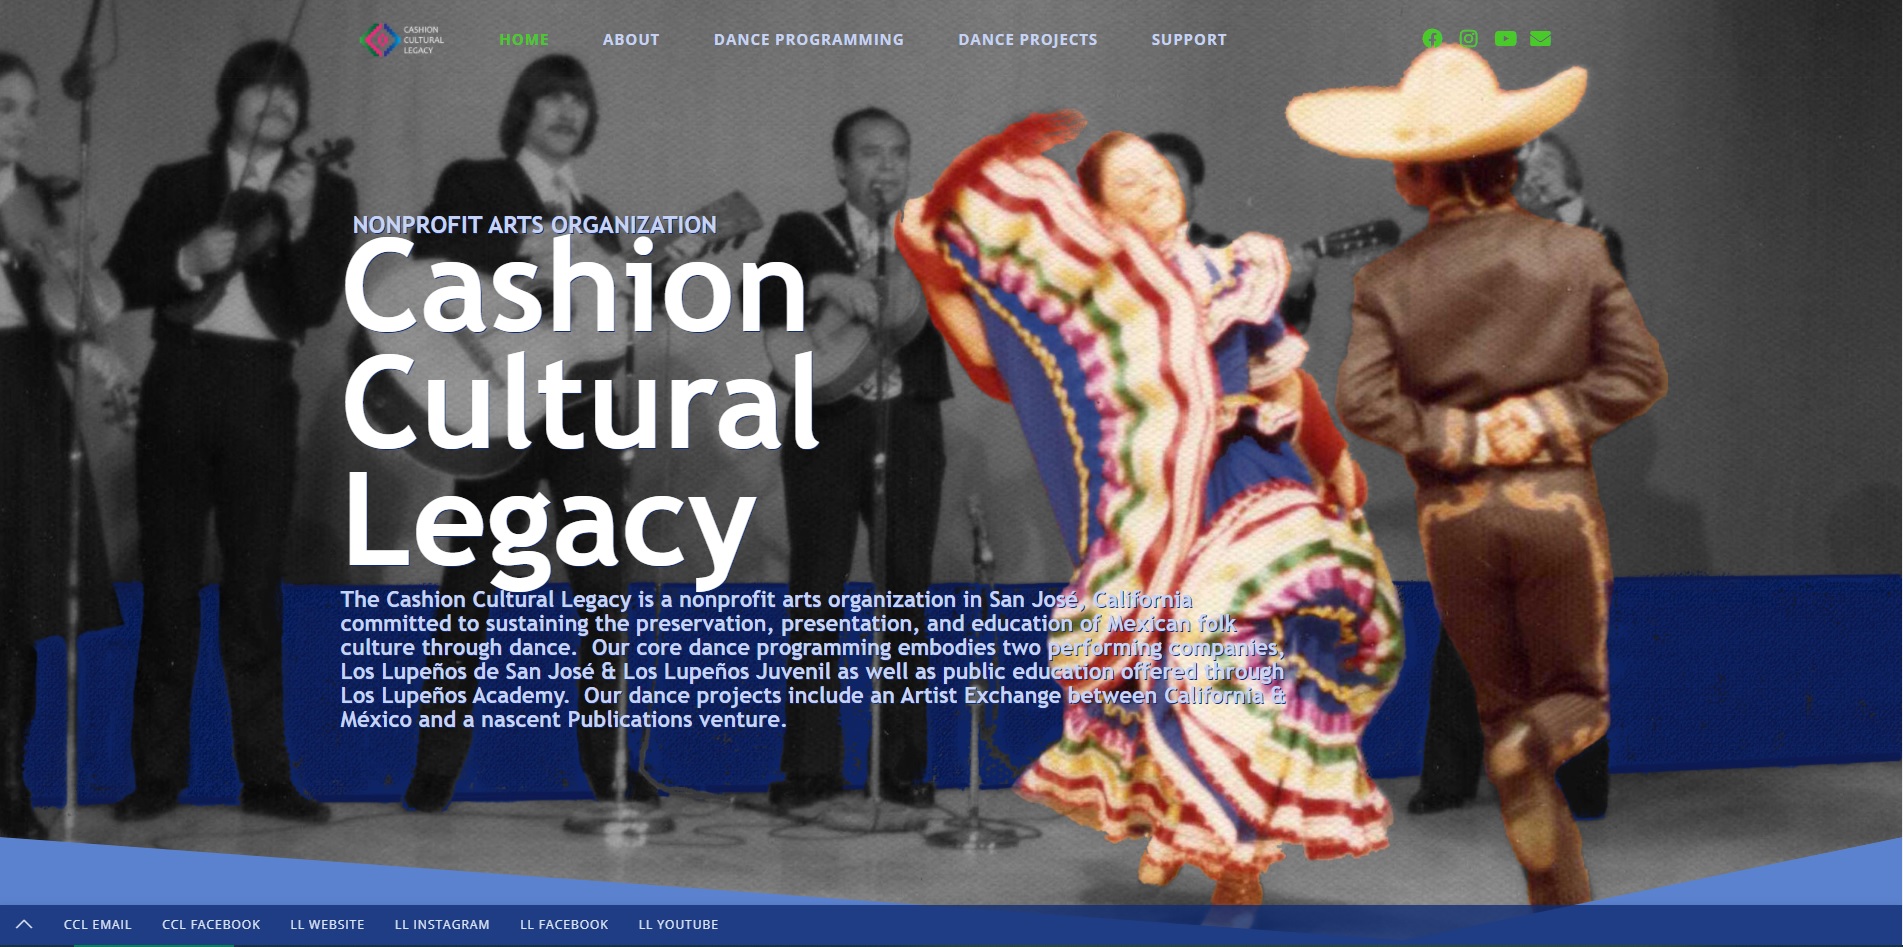 CASHION
CULTURAL
LEGACY
HOME
ABOUT
DANCE PROGRAMMING
DANCE PROJECTS
SUPPORT
NONPROFIT ARTS ORGANIZATION
Cashion
Cultural
Legacy
The Cashion Cultural Legacy is a nonprofit arts organization in San José, California
committed to sustaining the preservation, presentation, and education of Mexican folk
culture through dance.  Our core dance programming embodies two performing companies,
Los Lupeños de San José & Los Lupeños Juvenil as well as public education offered through
Los Lupeños Academy.  Our dance projects include an Artist Exchange between California &
México and a nascent Publications venture.
CCL EMAIL
CCL FACEBOOK
LL WEBSITE
LL INSTAGRAM
LL FACEBOOK
LL YOUTUBE